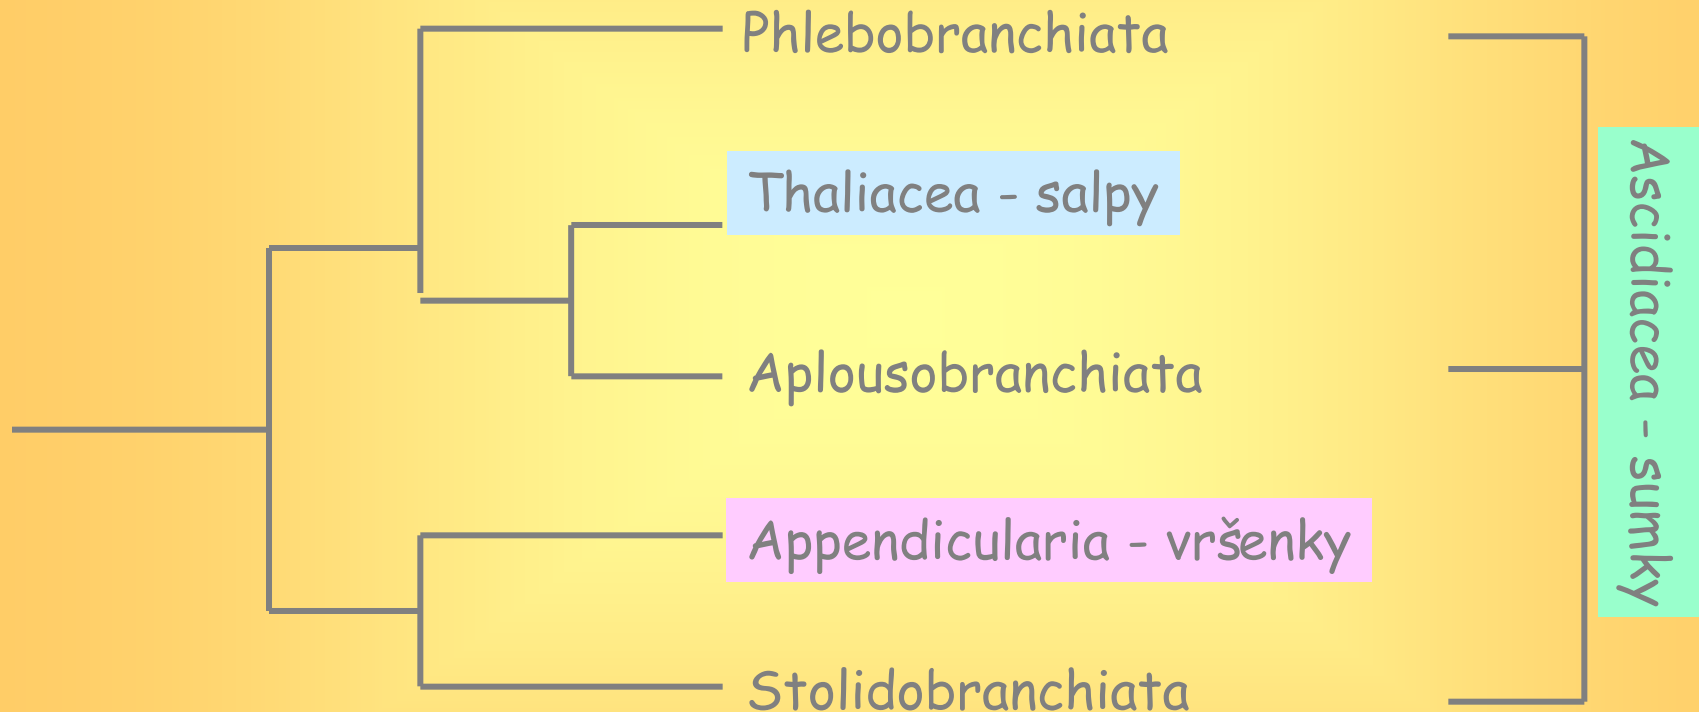 Phlebobranchiata
Thaliacea - salpy
Aplousobranchiata
Appendicularia - vršenky
Stolidobranchiata
Ascidiacea - sumky